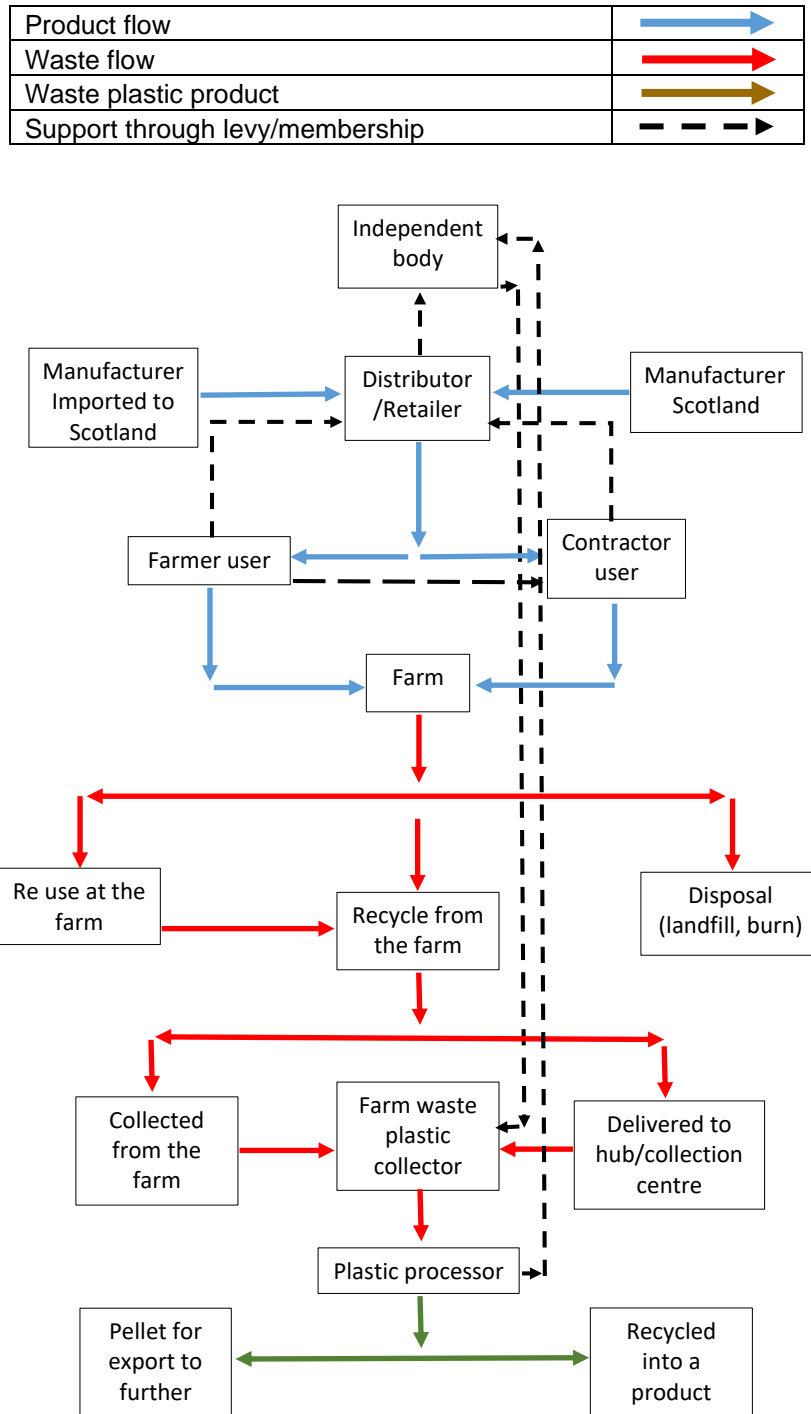 Product flow
Waste flow
Waste plastic product
Support through levy/membership
Independent
body
Manufacturer
Imported to
Scotland
Distributor
/Retailer
Manufacturer
Scotland
Farmer user
Contractor
user
Farm
Re use at the
farm
Recycle from
the farm
Disposal
(landfill, burn)
Collected
from the
farm
Farm waste
plastic
collector
Delivered to
hub/collection
centre
Plastic processor
Pellet for
export to
further
Recycled
into a
product